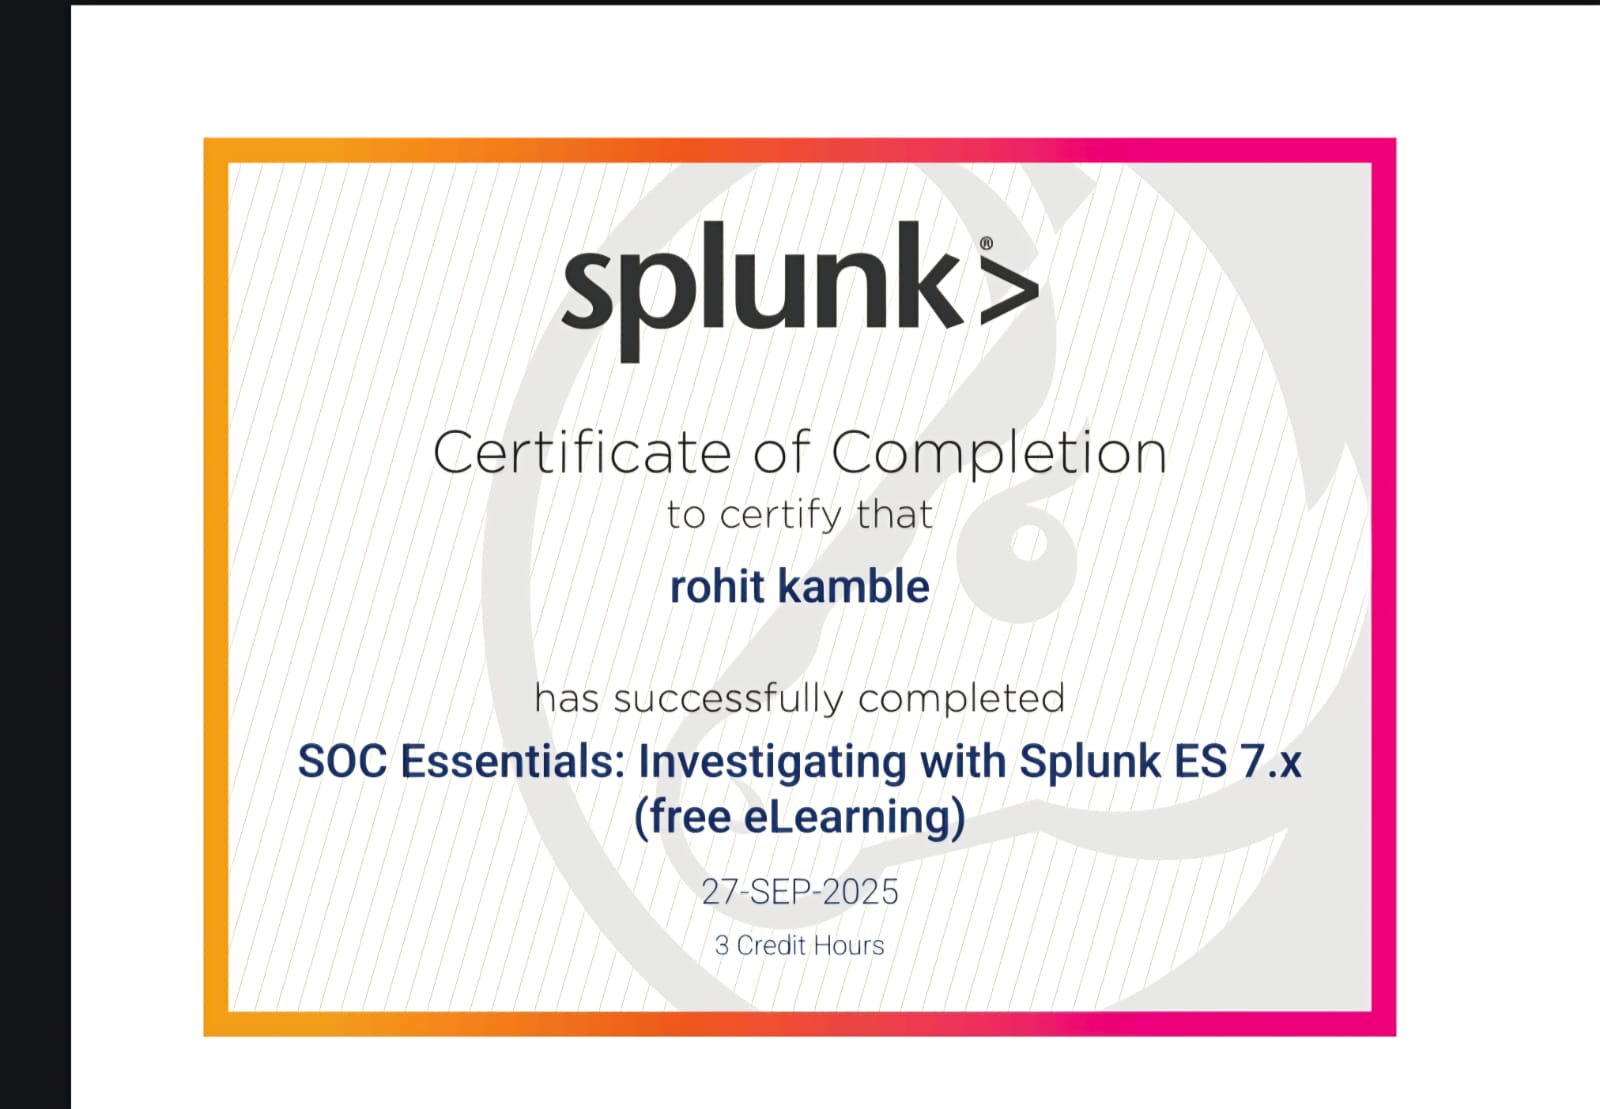 splunk>®
Certificate of Completion
to certify that
rohit kamble
has successfully completed
SOC Essentials: Investigating with Splunk ES 7.x
(free eLearning)
27-SEP-2025
3 Credit Hours